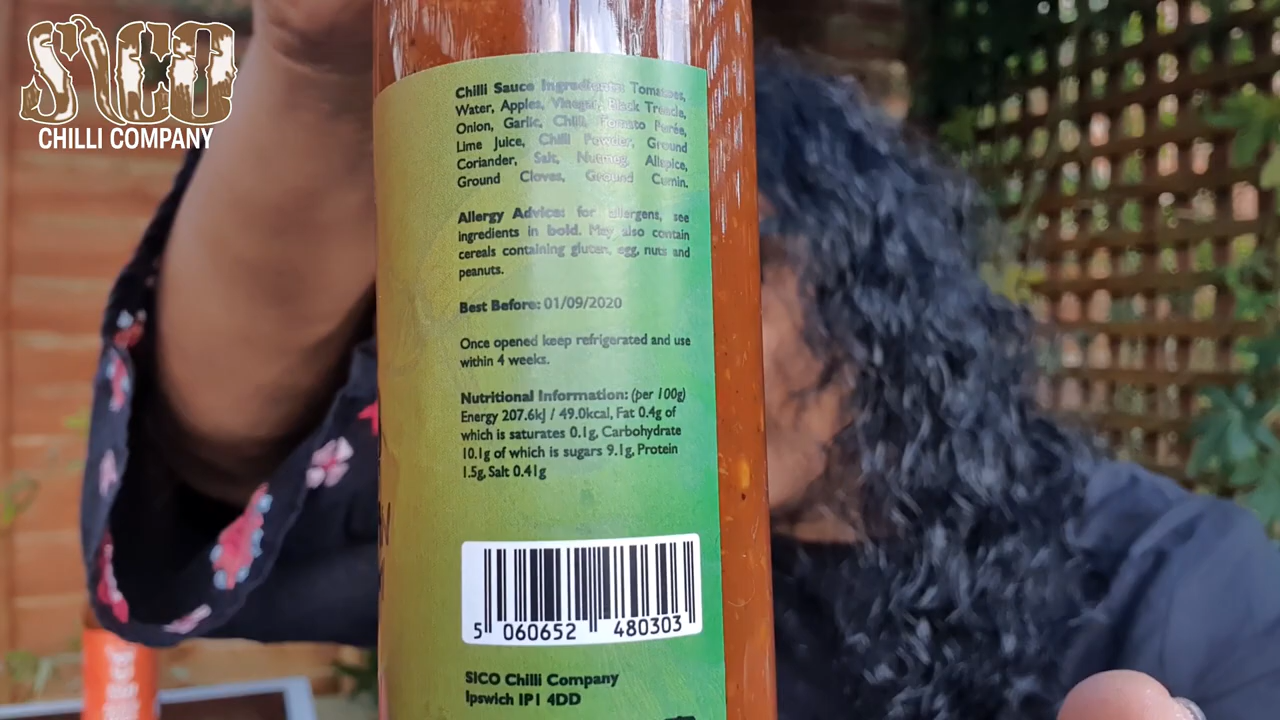 SICO
CHILLI COMPANY
Chilli Sauce Ingredients: Tomatoes,
Water, Apples, Vinegar, Black Treacle,
Onion, Garlic, Chilli, Tomato Purée,
Lime Juice, Chilli Powder, Ground
Coriander, Salt, Nutmeg, Allspice,
Ground Cloves, Ground Cumin.
Allergy Advice: for allergens, see
ingredients in bold. May also contain
cereals containing gluten, egg, nuts and
peanuts.
Best Before: 01/09/2020
Once opened keep refrigerated and use
within 4 weeks.
Nutritional Information: (per 100g)
Energy 207.6kJ / 49.0kcal, Fat 0.4g of
which is saturates 0.1g, Carbohydrate
10.1g of which is sugars 9.1g, Protein
1.5g, Salt 0.41g
5 060652 480303
SICO Chilli Company
Ipswich IP1 4DD